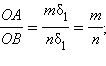 OA/OB = mδ₁/nδ₁ = m/n;